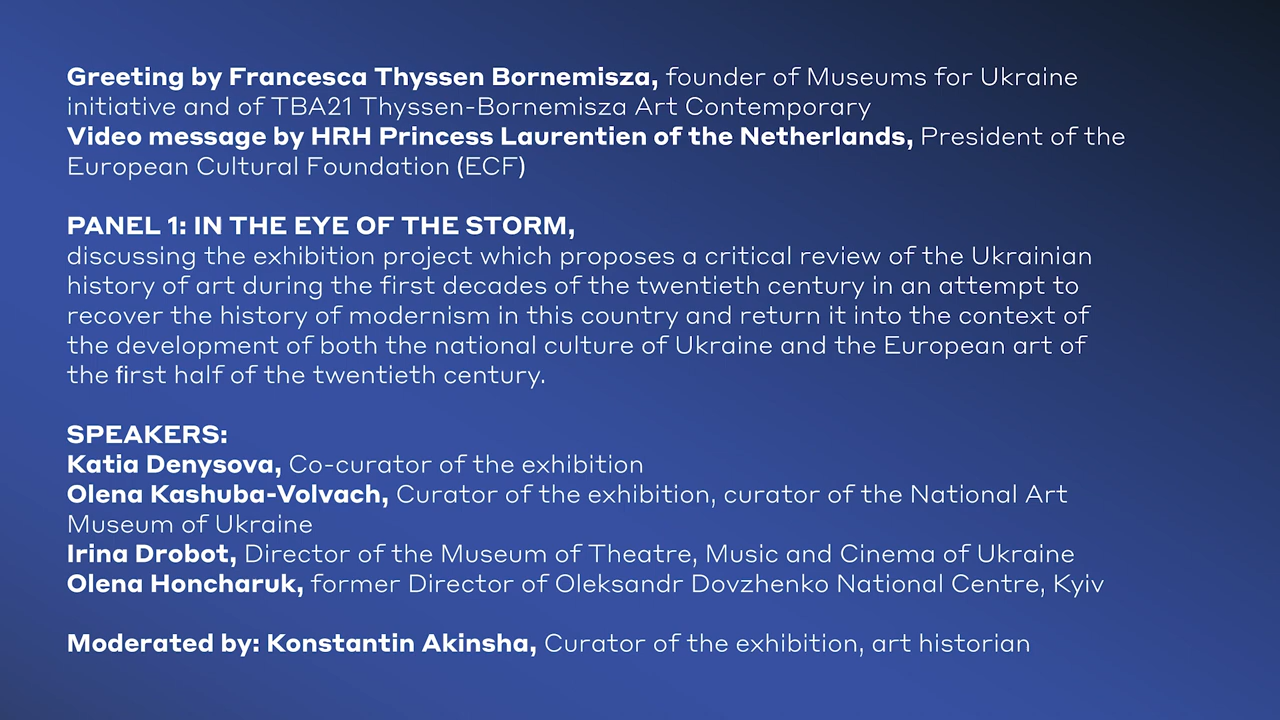 Greeting by Francesca Thyssen Bornemisza, founder of Museums for Ukraine
initiative and of TBA21 Thyssen-Bornemisza Art Contemporary
Video message by HRH Princess Laurentien of the Netherlands, President of the
European Cultural Foundation (ECF)
PANEL 1: IN THE EYE OF THE STORM,
discussing the exhibition project which proposes a critical review of the Ukrainian
history of art during the first decades of the twentieth century in an attempt to
recover the history of modernism in this country and return it into the context of
the development of both the national culture of Ukraine and the European art of
the first half of the twentieth century.
SPEAKERS:
Katia Denysova, Co-curator of the exhibition
Olena Kashuba-Volvach, Curator of the exhibition, curator of the National Art
Museum of Ukraine
Irina Drobot, Director of the Museum of Theatre, Music and Cinema of Ukraine
Olena Honcharuk, former Director of Oleksandr Dovzhenko National Centre, Kyiv
Moderated by: Konstantin Akinsha, Curator of the exhibition, art historian